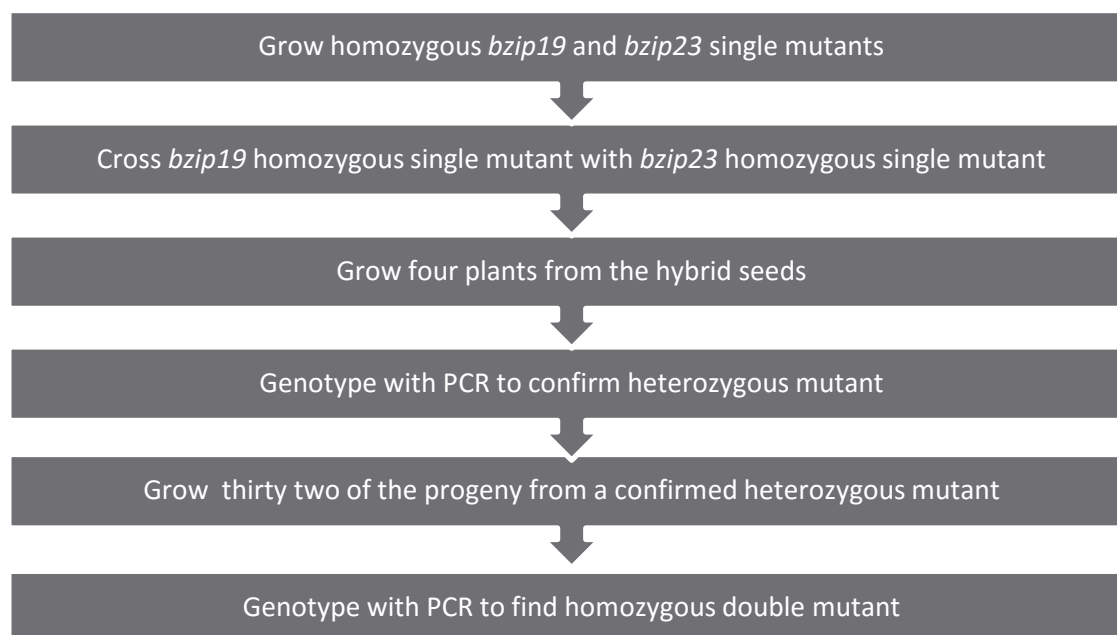 Grow homozygous bzip19 and bzip23 single mutants
Cross bzip19 homozygous single mutant with bzip23 homozygous single mutant
Grow four plants from the hybrid seeds
Genotype with PCR to confirm heterozygous mutant
Grow  thirty two of the progeny from a confirmed heterozygous mutant
Genotype with PCR to find homozygous double mutant